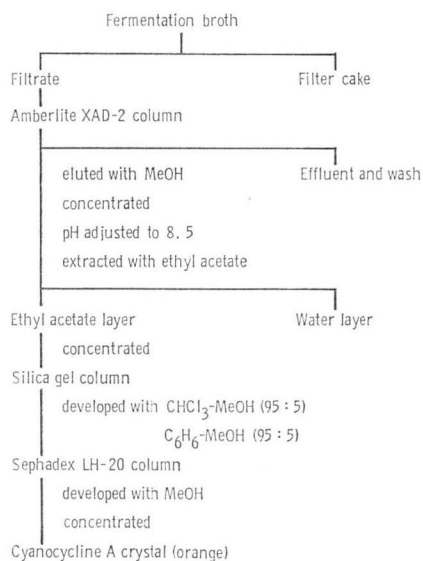 Fermentation broth
Filtrate Filter cake
Amberlite XAD-2 column
eluted with MeOH Effluent and wash
concentrated
pH adjusted to 8.5
extracted with ethyl acetate
Ethyl acetate layer Water layer
concentrated
Silica gel column
developed with CHCl3-MeOH (95 : 5)
C6H6-MeOH (95 : 5)
Sephadex LH-20 column
developed with MeOH
concentrated
Cyanocycline A crystal (orange)